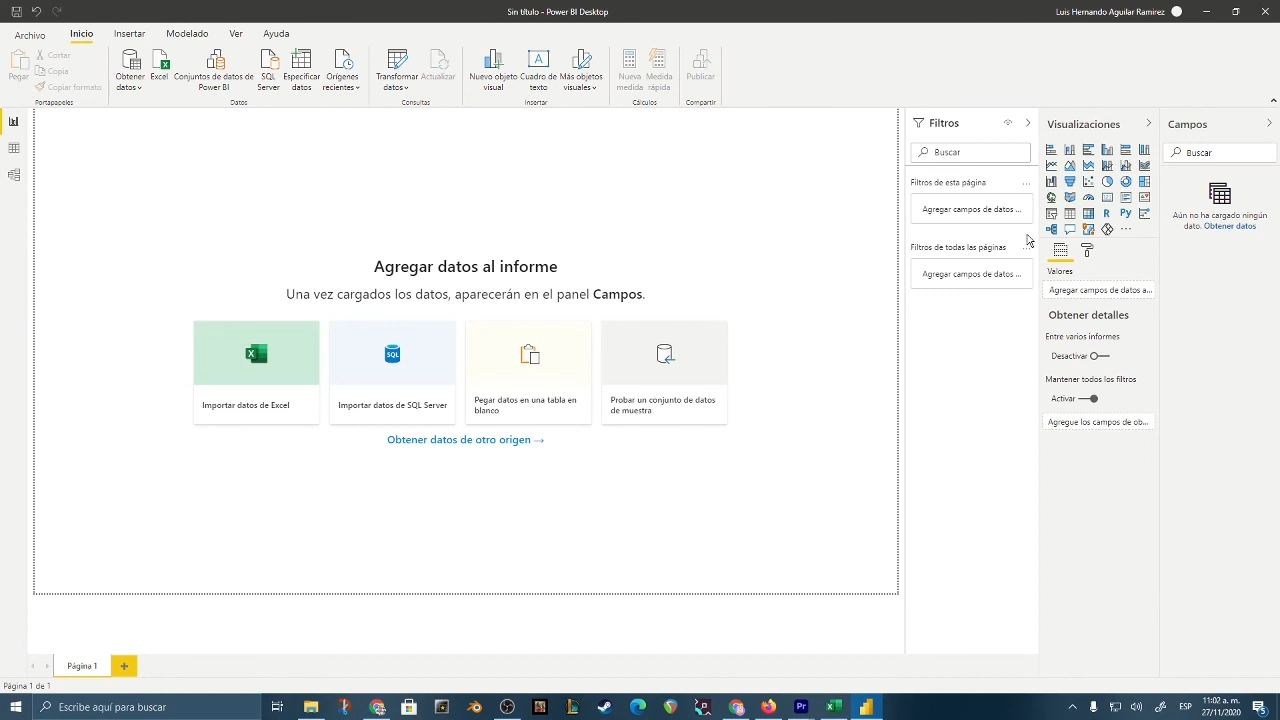 Sin título - Power BI Desktop
Luis Hernando Aguilar Ramirez
Archivo
Inicio
Insertar
Modelado
Ver
Ayuda
Pegar
Cortar
Copia
Copiar formato
Portapapeles
Obtener
datos
Excel
Conjuntos de datos de
Power BI
SQL
Server
Especificar
datos
Orígenes
recientes
Datos
Transformar
datos
Actualizar
Consultas
Nuevo objeto
visual
Cuadro de
texto
Más objetos
visuales
Insertar
Nueva
medida
Medida
rápida
Cálculos
Publicar
Compartir
Filtros
Buscar
Filtros de esta página
Agregar campos de datos ...
Filtros de todas las páginas
Agregar campos de datos ...
Visualizaciones
R
Py
Valores
Agregar campos de datos a...
Obtener detalles
Entre varios informes
Desactivar
Mantener todos los filtros
Activar
Agregue los campos de ob...
Campos
Buscar
Aún no ha cargado ningún
dato. Obtener datos
Agregar datos al informe
Una vez cargados los datos, aparecerán en el panel Campos.
SQL
Importar datos de Excel
Importar datos de SQL Server
Pegar datos en una tabla en
blanco
Probar un conjunto de datos
de muestra
Obtener datos de otro origen →
Página 1
Página 1 de 1
Escribe aquí para buscar
Pr
ESP
11:02 a. m.
27/11/2020